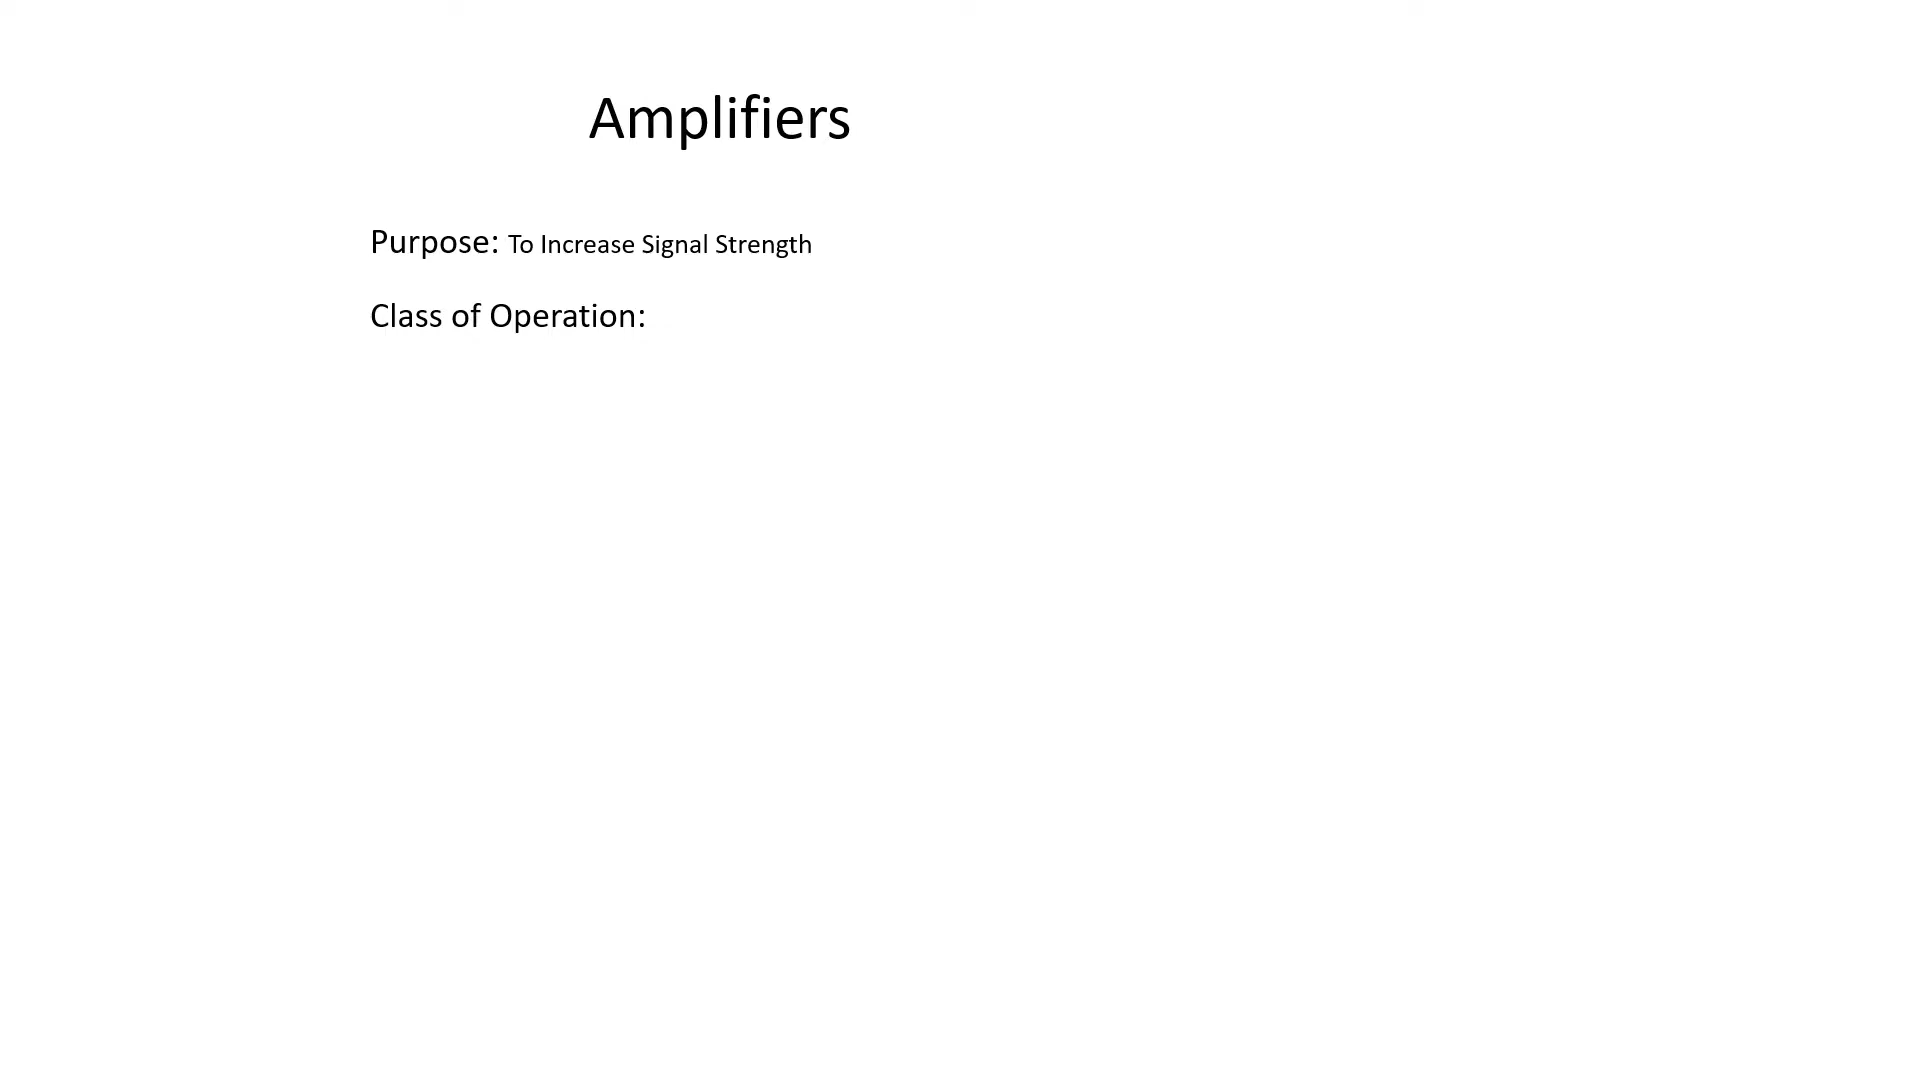 Amplifiers
Purpose: To Increase Signal Strength
Class of Operation: